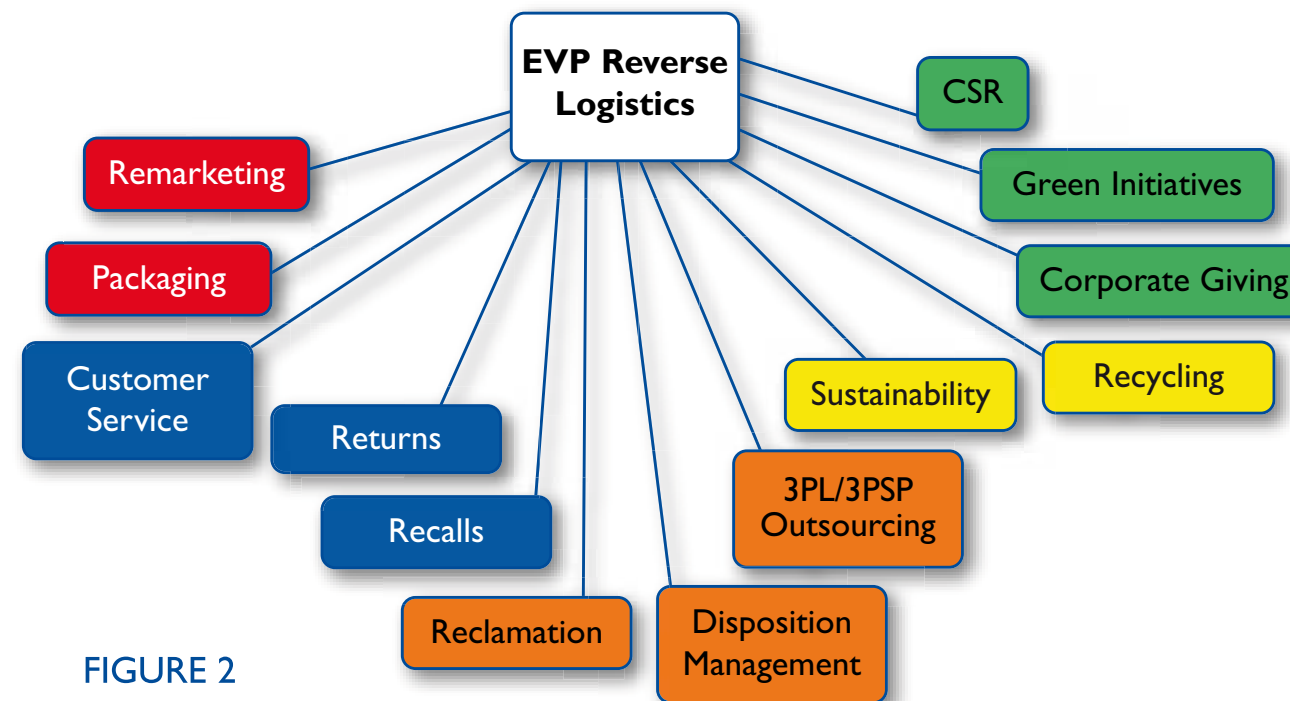 EVP Reverse
Logistics
CSR
Remarketing
Green Initiatives
Packaging
Corporate Giving
Customer
Service
Recycling
Sustainability
Returns
3PL/3PSP
Outsourcing
Recalls
Reclamation
Disposition
Management
FIGURE 2